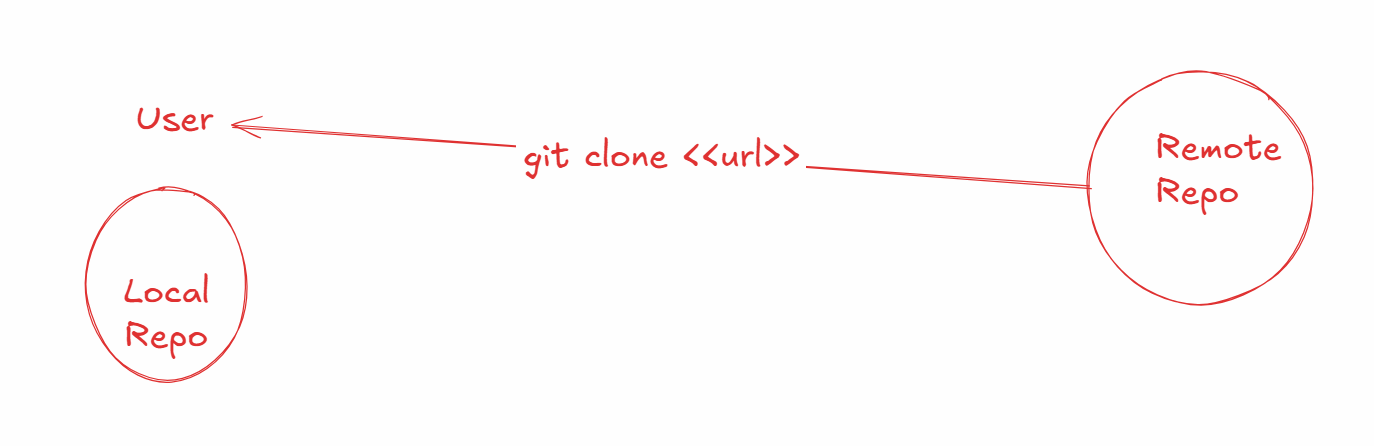 User
git clone <<url>>
Remote
Repo
Local
Repo